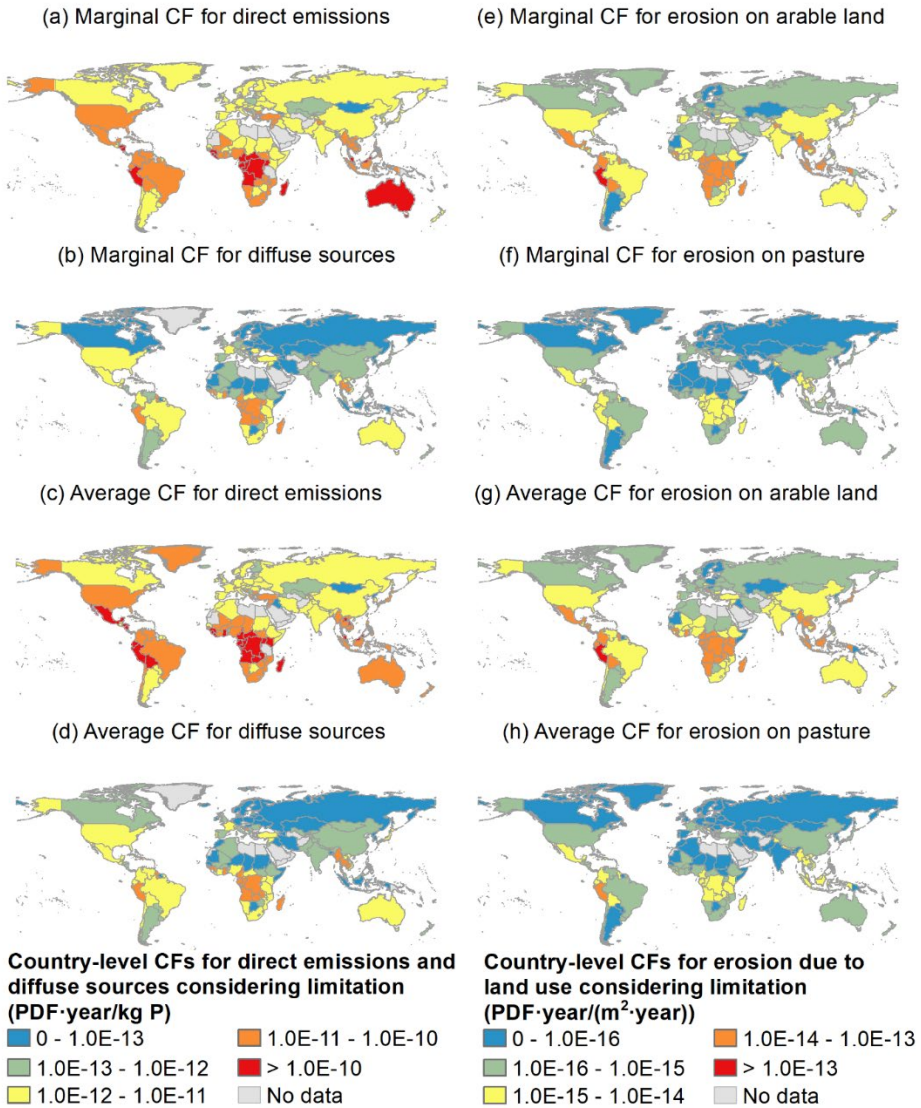 (a) Marginal CF for direct emissions
(e) Marginal CF for erosion on arable land
(b) Marginal CF for diffuse sources
(f) Marginal CF for erosion on pasture
(c) Average CF for direct emissions
(g) Average CF for erosion on arable land
(d) Average CF for diffuse sources
(h) Average CF for erosion on pasture
Country-level CFs for direct emissions and
diffuse sources considering limitation
(PDF·year/kg P)
0 - 1.0E-13
1.0E-13 - 1.0E-12
1.0E-12 - 1.0E-11
1.0E-11 - 1.0E-10
> 1.0E-10
No data
Country-level CFs for erosion due to
land use considering limitation
(PDF·year/(m²·year))
0 - 1.0E-16
1.0E-16 - 1.0E-15
1.0E-15 - 1.0E-14
1.0E-14 - 1.0E-13
> 1.0E-13
No data